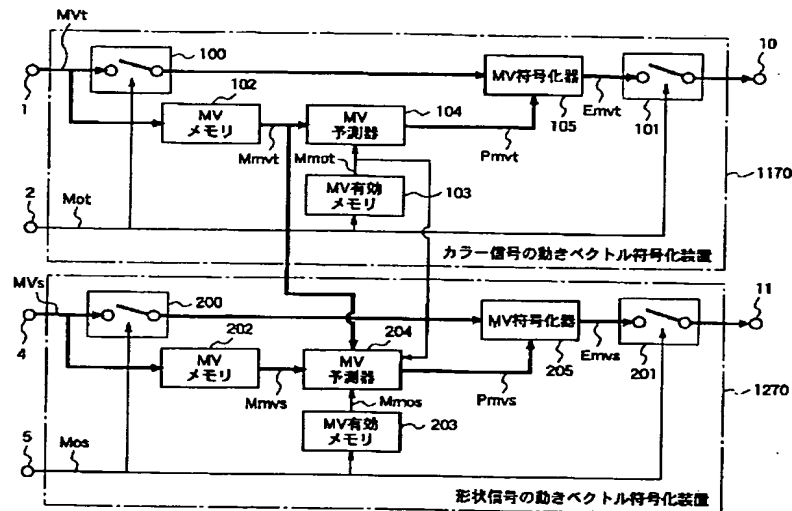 MVt
100
10
1
102
MV
メモリ
Mmvt
104
MV
予測器
MV符号化器
105
Emvt
101
Pmvt
Mmot
2
Mot
MV有効
メモリ
103
1170
カラー信号の動きベクトル符号化装置
MVs
200
11
4
202
MV
メモリ
Mmvs
204
MV
予測器
MV符号化器
205
Emvs
201
Pmvs
Mmos
1270
5
Mos
MV有効
メモリ
203
形状信号の動きベクトル符号化装置